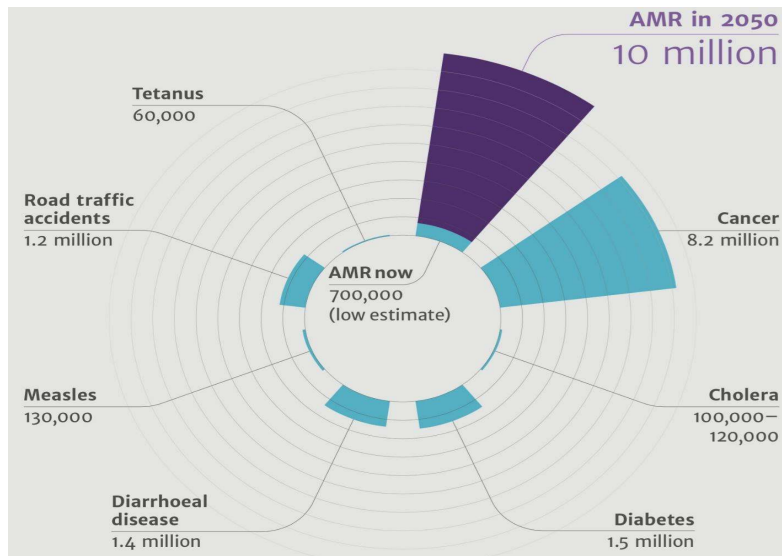 AMR in 2050
10 million
Tetanus
60,000
Road traffic
accidents
1.2 million
AMR now
700,000
(low estimate)
Cancer
8.2 million
Measles
130,000
Cholera
100,000–
120,000
Diarrhoeal
disease
1.4 million
Diabetes
1.5 million